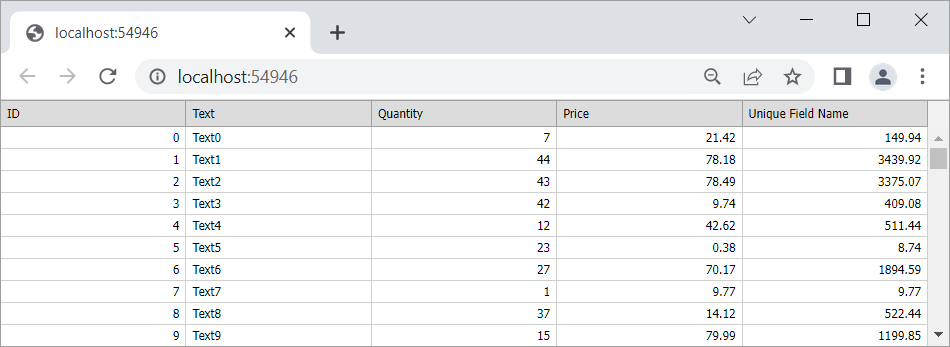 localhost:54946
localhost:54946
ID Text Quantity Price Unique Field Name
0 Text0 7 21.42 149.94
1 Text1 44 78.18 3439.92
2 Text2 43 78.49 3375.07
3 Text3 42 9.74 409.08
4 Text4 12 42.62 511.44
5 Text5 23 0.38 8.74
6 Text6 27 70.17 1894.59
7 Text7 1 9.77 9.77
8 Text8 37 14.12 522.44
9 Text9 15 79.99 1199.85